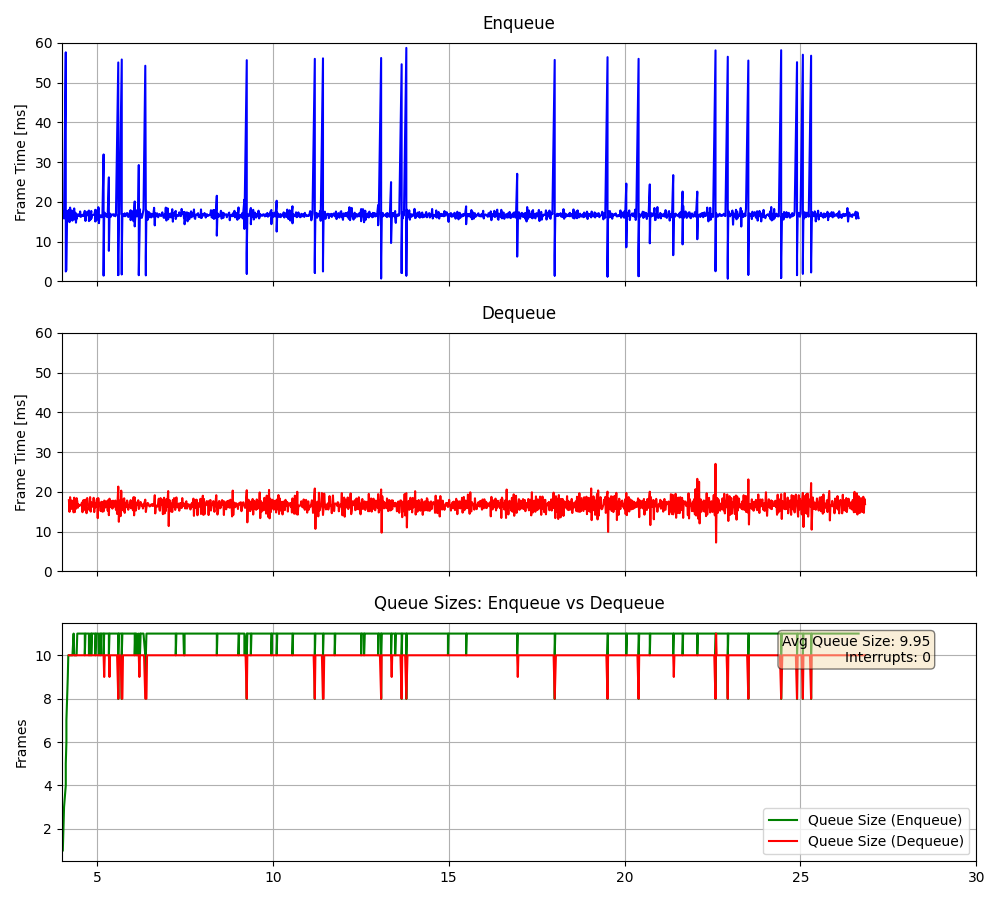 Enqueue
60
50
40
30
20
10
0
Frame Time [ms]
Dequeue
60
50
40
30
20
10
0
Frame Time [ms]
Queue Sizes: Enqueue vs Dequeue
10
8
6
4
2
Frames
Avg Queue Size: 9.95
Interrupts: 0
Queue Size (Enqueue)
Queue Size (Dequeue)
5 10 15 20 25 30